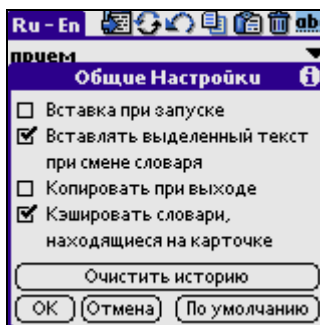 Ru-En ab
прием
Общие Настройки
Вставка при запуске
Вставлять выделенный текст
при смене словаря
Копировать при выходе
Кэшировать словари,
находящиеся на карточке
Очистить историю
OK Отмена По умолчанию